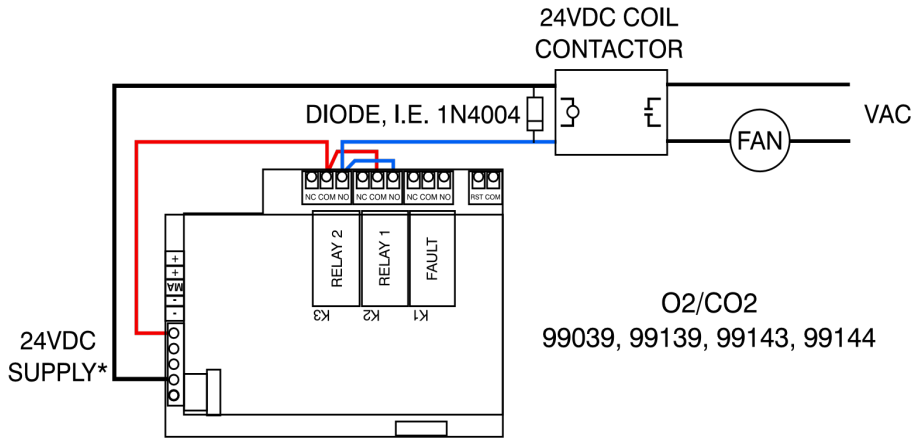 24VDC COIL
CONTACTOR
DIODE, I.E. 1N4004
VAC
FAN
NC COM NO NC COM NO NC COM NO RST COM
RELAY 2
RELAY 1
FAULT
K3
K2
K1
+
+
MA
-
-
24VDC
SUPPLY*
O2/CO2
99039, 99139, 99143, 99144